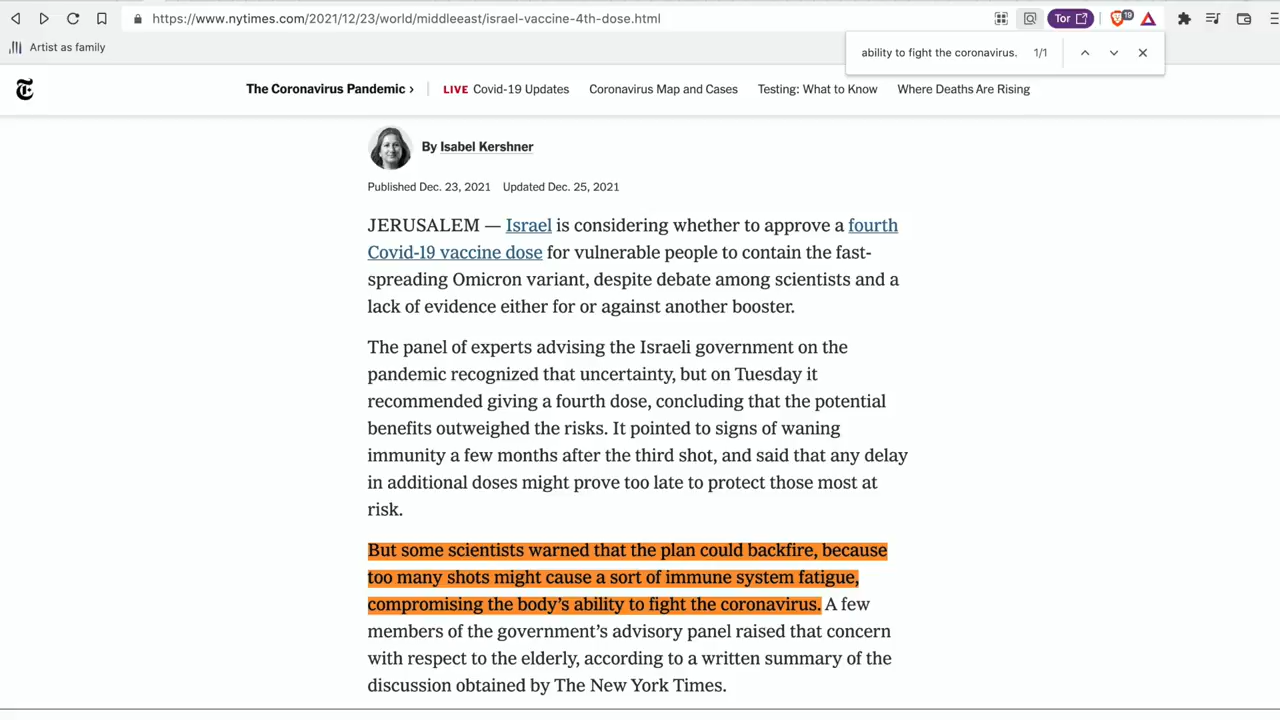 https://www.nytimes.com/2021/12/23/world/middleeast/israel-vaccine-4th-dose.html
Tor
19
Artist as family
ability to fight the coronavirus. 1/1
The Coronavirus Pandemic ›
LIVE Covid-19 Updates
Coronavirus Map and Cases
Testing: What to Know
Where Deaths Are Rising
By Isabel Kershner
Published Dec. 23, 2021 Updated Dec. 25, 2021
JERUSALEM — Israel is considering whether to approve a fourth
Covid-19 vaccine dose for vulnerable people to contain the fast-
spreading Omicron variant, despite debate among scientists and a
lack of evidence either for or against another booster.
The panel of experts advising the Israeli government on the
pandemic recognized that uncertainty, but on Tuesday it
recommended giving a fourth dose, concluding that the potential
benefits outweighed the risks. It pointed to signs of waning
immunity a few months after the third shot, and said that any delay
in additional doses might prove too late to protect those most at
risk.
But some scientists warned that the plan could backfire, because
too many shots might cause a sort of immune system fatigue,
compromising the body’s ability to fight the coronavirus. A few
members of the government’s advisory panel raised that concern
with respect to the elderly, according to a written summary of the
discussion obtained by The New York Times.